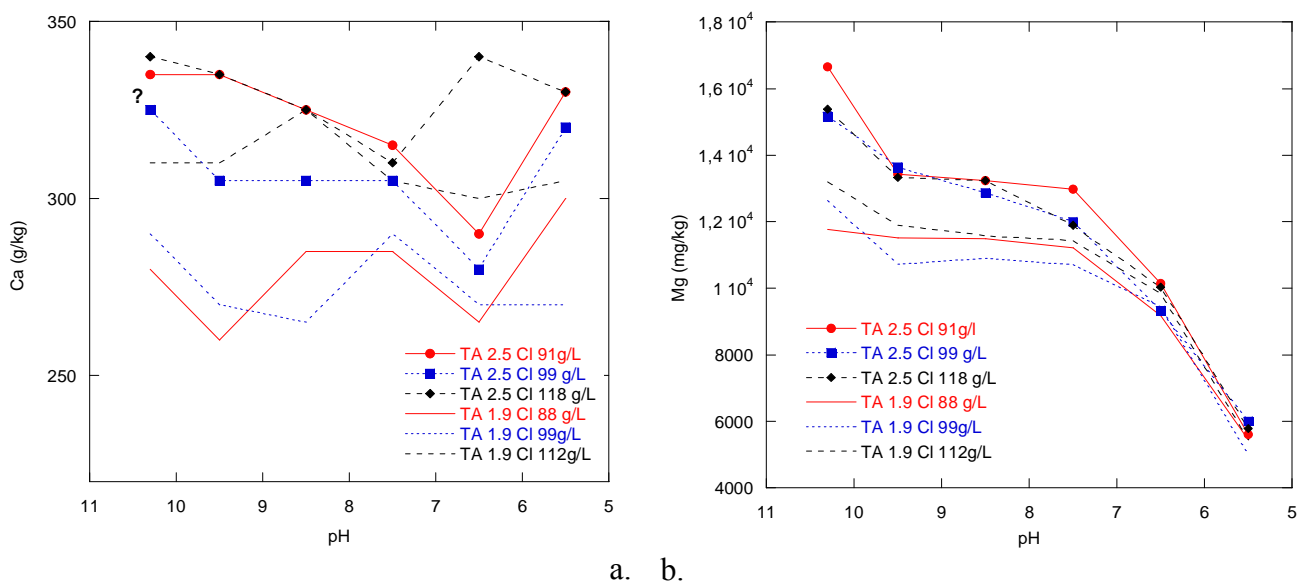 350
300
250
Ca (g/kg)
?
TA 2.5 Cl 91g/L
TA 2.5 Cl 99 g/L
TA 2.5 Cl 118 g/L
TA 1.9 Cl 88 g/L
TA 1.9 Cl 99g/L
TA 1.9 Cl 112g/L
11 10 9 8 7 6 5
pH
a. b.
1,8 10⁴
1,6 10⁴
1,4 10⁴
1,2 10⁴
1 10⁴
8000
6000
4000
Mg (mg/kg)
TA 2.5 Cl 91g/l
TA 2.5 Cl 99 g/L
TA 2.5 Cl 118 g/L
TA 1.9 Cl 88 g/L
TA 1.9 Cl 99g/L
TA 1.9 Cl 112g/L
11 10 9 8 7 6 5
pH